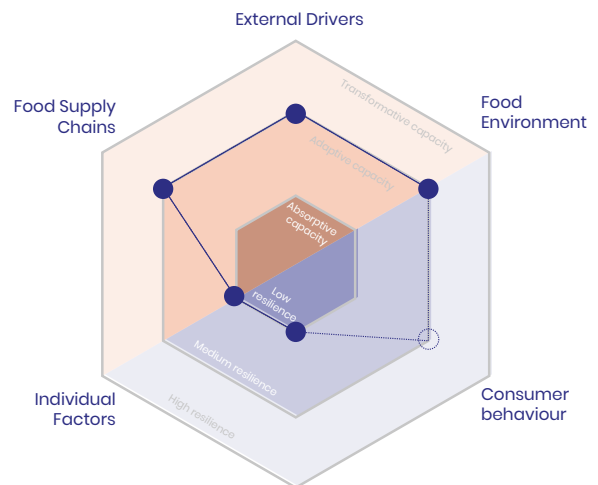 External Drivers
Food Supply
Chains
Food
Environment
Transformative capacity
Adaptive capacity
Absorptive
capacity
Low
resilience
Medium resilience
High resilience
Individual
Factors
Consumer
behaviour